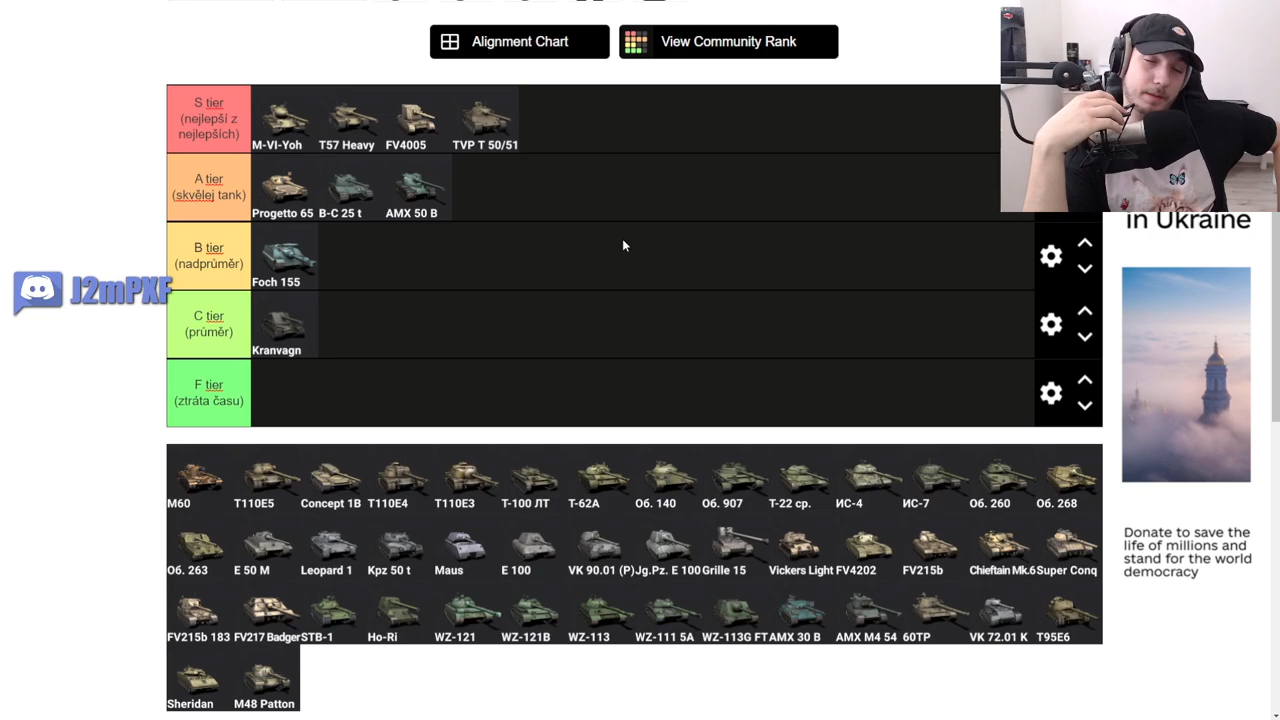 Alignment Chart
View Community Rank
S tier
(nejlepší z
nejlepších)
M-VI-Yoh
T57 Heavy
FV4005
TVP T 50/51
A tier
(skvělej tank)
Progetto 65
B-C 25 t
AMX 50 B
B tier
(nadprůměr)
Foch 155
C tier
(průměr)
Kranvagn
F tier
(ztráta času)
J2mPXF
in Ukraine
Donate to save the
life of millions and
stand for the world
democracy
M60
T110E5
Concept 1B
T110E4
T110E3
Т-100 ЛТ
Т-62А
Об. 140
Об. 907
Т-22 ср.
ИС-4
ИС-7
Об. 260
Об. 268
Об. 263
E 50 M
Leopard 1
Kpz 50 t
Maus
E 100
VK 90.01 (P)
Jg.Pz. E 100
Grille 15
Vickers Light
FV4202
FV215b
Chieftain Mk.6
Super Conq
FV215b 183
FV217 Badger
STB-1
Ho-Ri
WZ-121
WZ-121B
WZ-113
WZ-111 5A
WZ-113G FT
AMX 30 B
AMX M4 54
60TP
VK 72.01 K
T95E6
Sheridan
M48 Patton